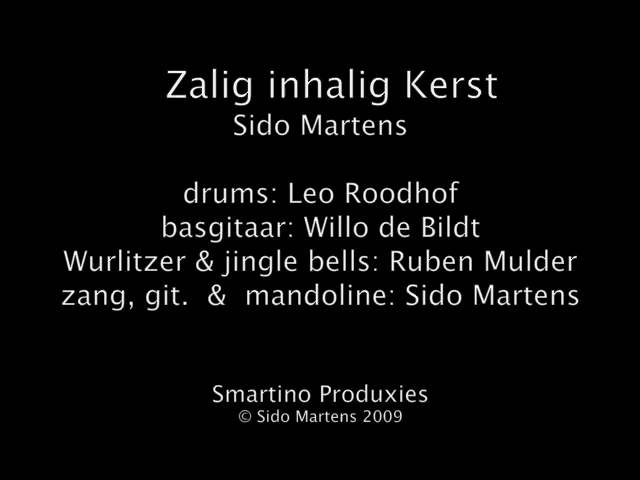 Zalig inhalig Kerst
Sido Martens
drums: Leo Roodhof
basgitaar: Willo de Bildt
Wurlitzer & jingle bells: Ruben Mulder
zang, git. & mandoline: Sido Martens
Smartino Produxies
© Sido Martens 2009